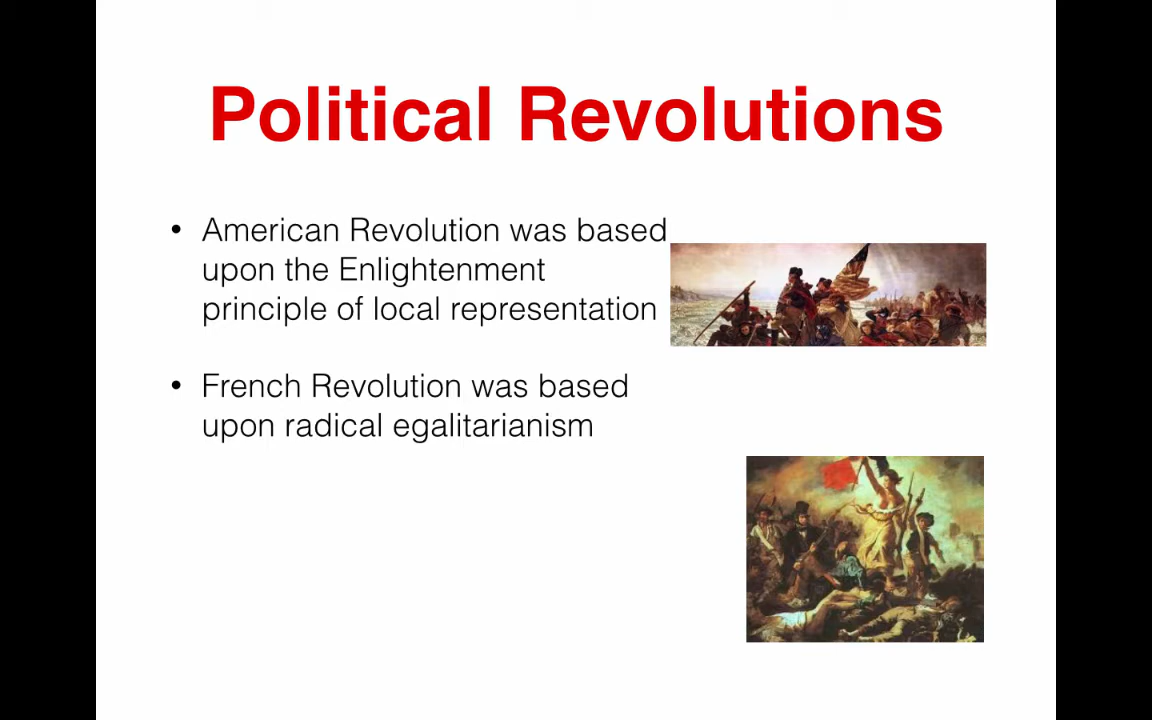 Political Revolutions
• American Revolution was based
upon the Enlightenment
principle of local representation
• French Revolution was based
upon radical egalitarianism